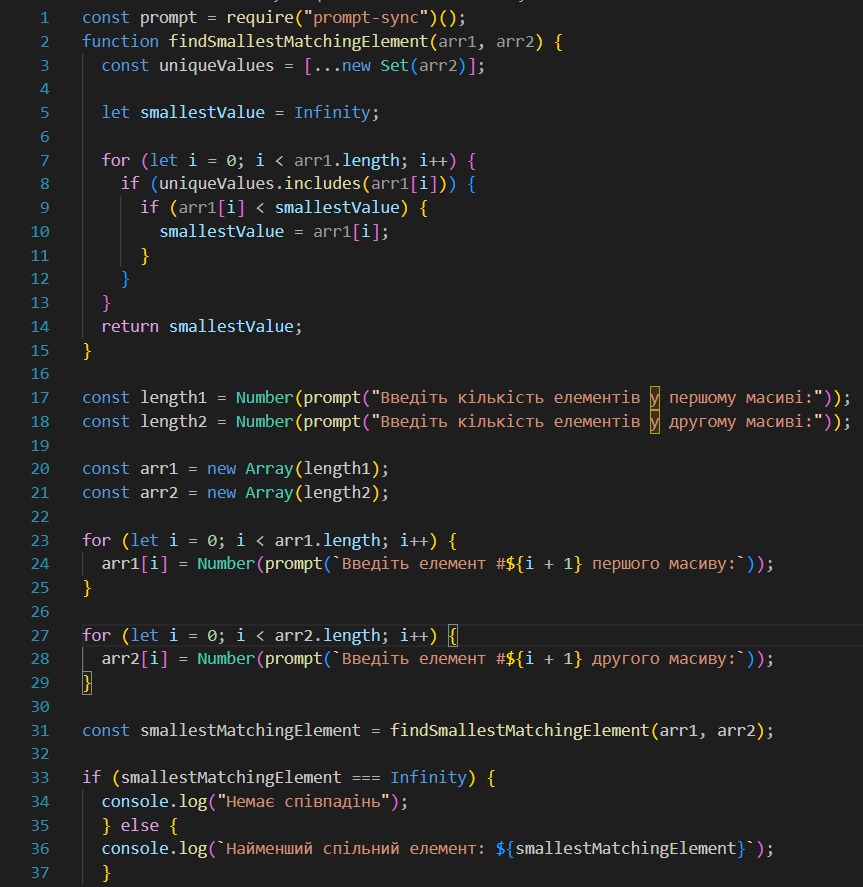 1 const prompt = require("prompt-sync")();
2 function findSmallestMatchingElement(arr1, arr2) {
3 const uniqueValues = [...new Set(arr2)];
4
5 let smallestValue = Infinity;
6
7 for (let i = 0; i < arr1.length; i++) {
8 if (uniqueValues.includes(arr1[i])) {
9 if (arr1[i] < smallestValue) {
10 smallestValue = arr1[i];
11 }
12 }
13 }
14 return smallestValue;
15 }
16
17 const length1 = Number(prompt("Введіть кількість елементів у першому масиві:"));
18 const length2 = Number(prompt("Введіть кількість елементів у другому масиві:"));
19
20 const arr1 = new Array(length1);
21 const arr2 = new Array(length2);
22
23 for (let i = 0; i < arr1.length; i++) {
24 arr1[i] = Number(prompt(`Введіть елемент #${i + 1} першого масиву:`));
25 }
26
27 for (let i = 0; i < arr2.length; i++) {
28 arr2[i] = Number(prompt(`Введіть елемент #${i + 1} другого масиву:`));
29 }
30
31 const smallestMatchingElement = findSmallestMatchingElement(arr1, arr2);
32
33 if (smallestMatchingElement === Infinity) {
34 console.log("Немає співпадінь");
35 } else {
36 console.log(`Найменший спільний елемент: ${smallestMatchingElement}`);
37 }